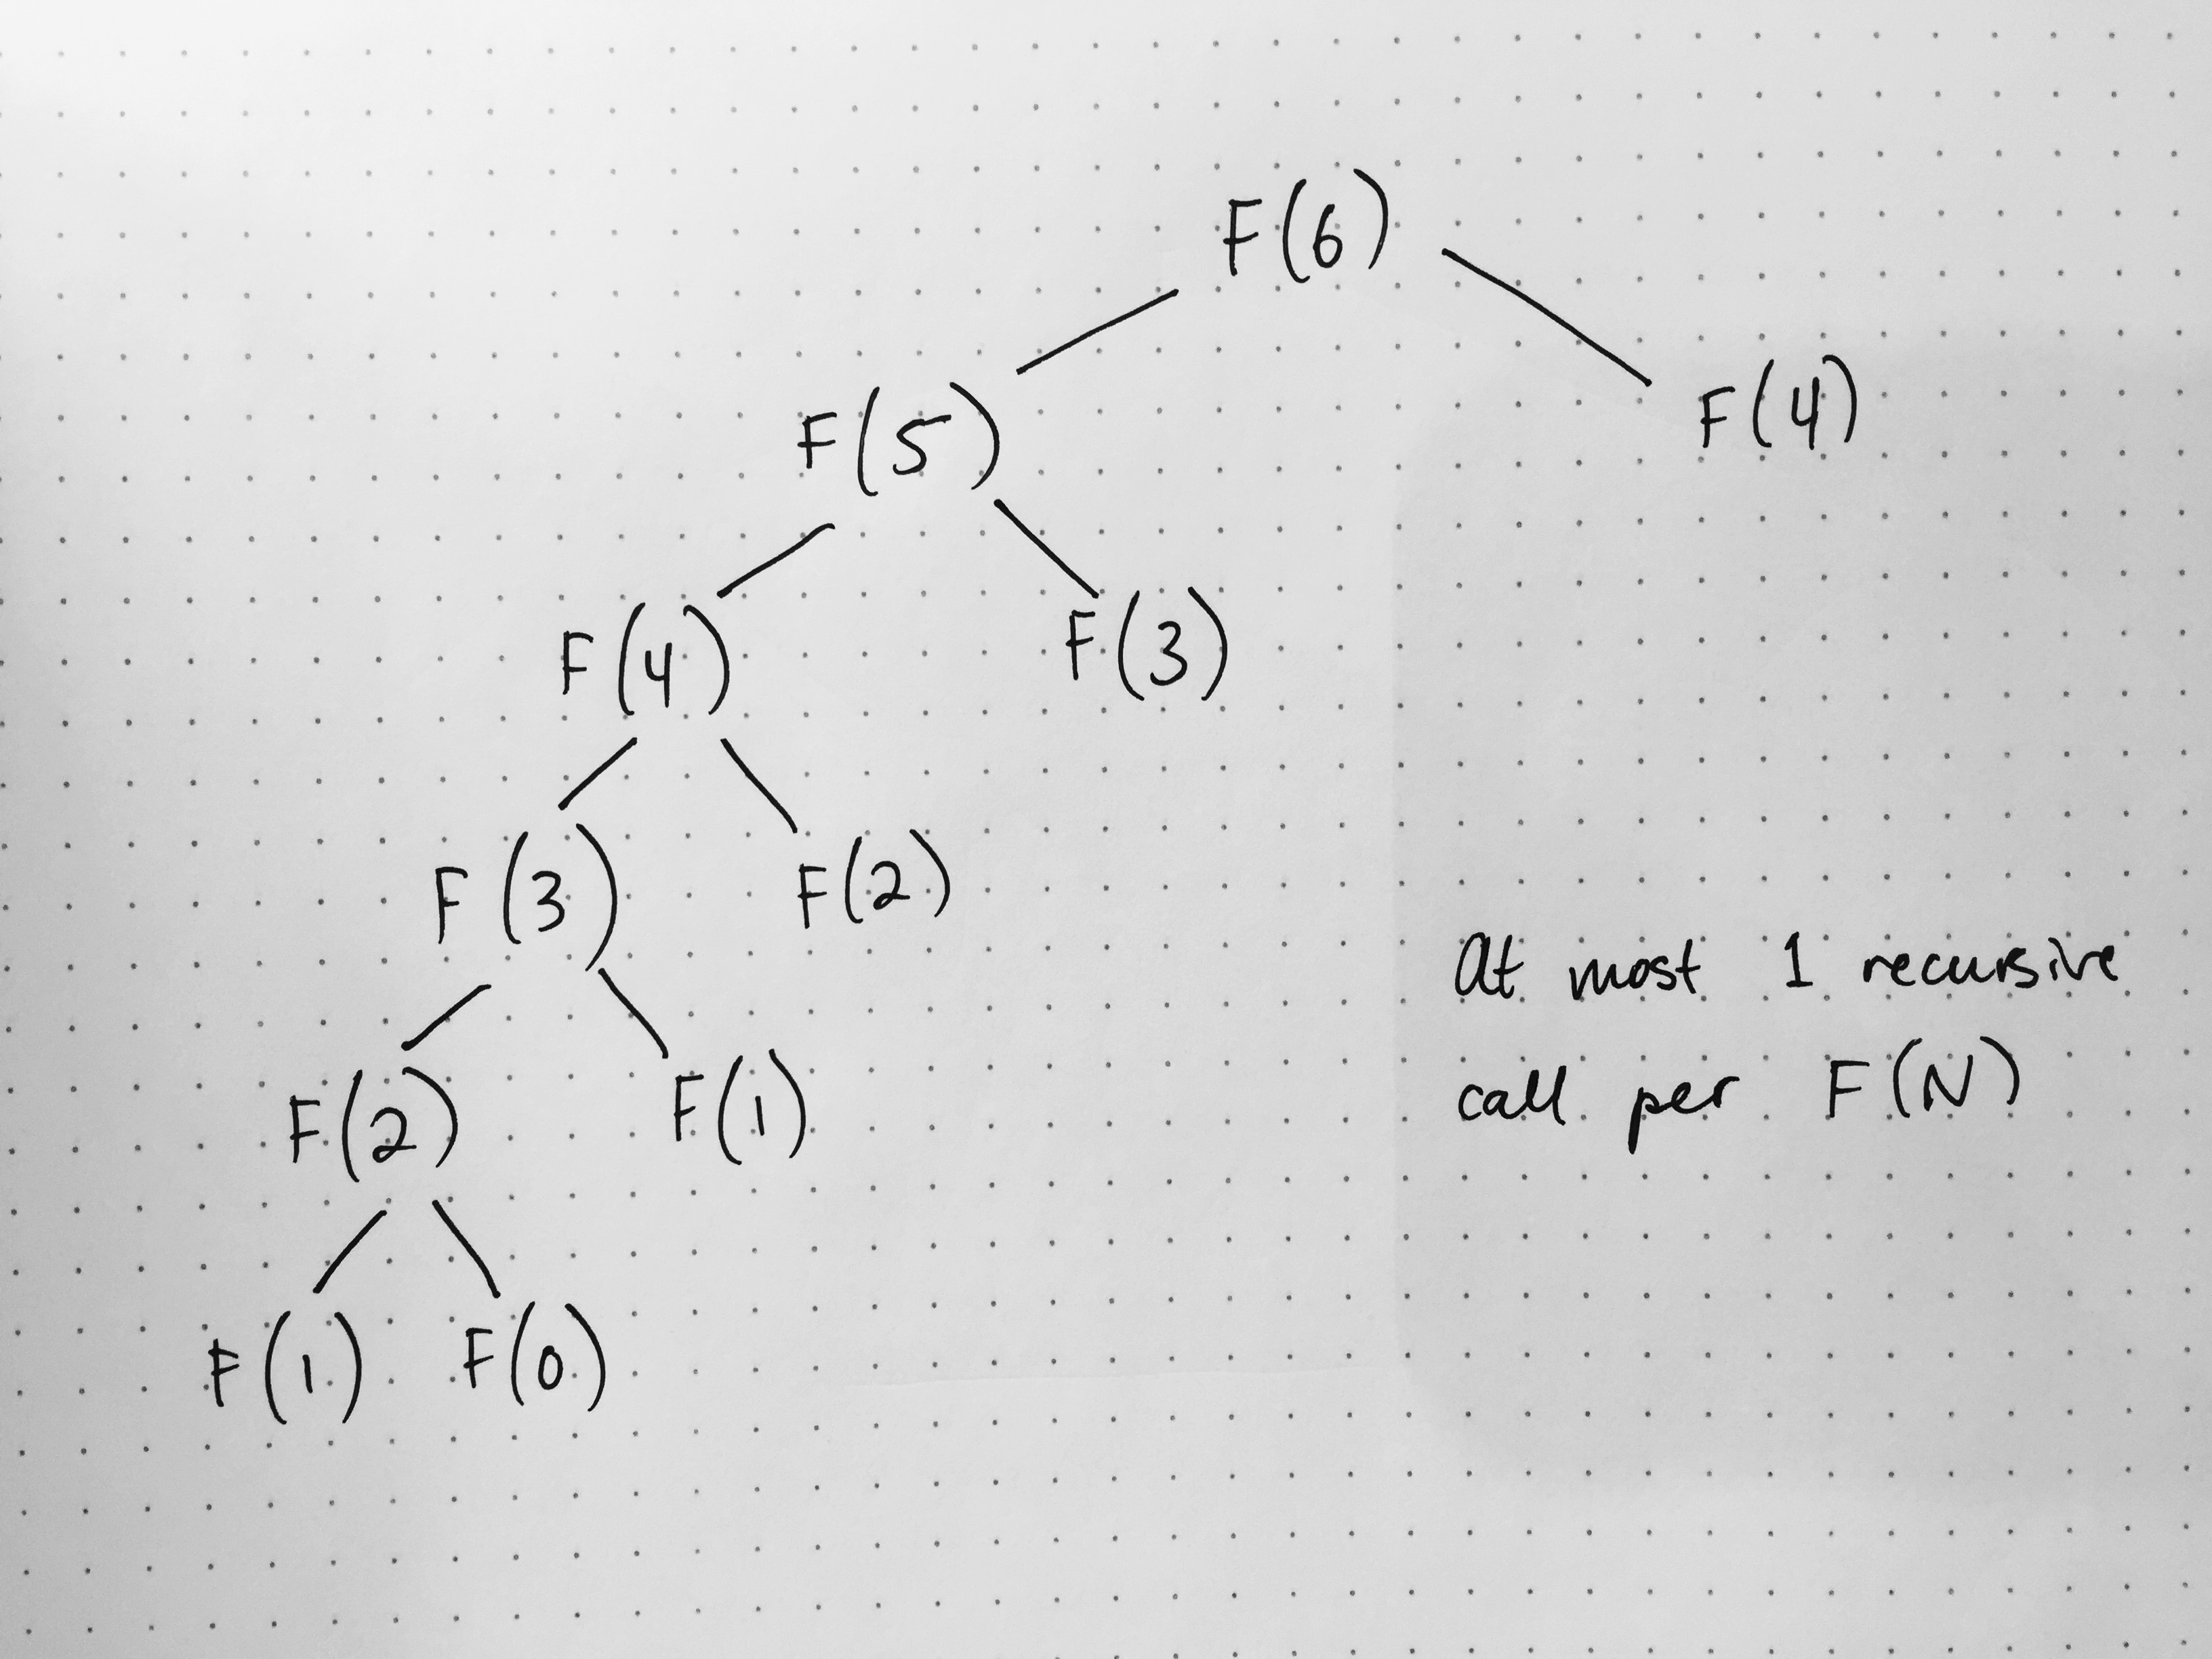 F(6)
F(5) F(4)
F(4) F(3)
F(3) F(2)
F(2) F(1)
F(1) F(0)
At most 1 recursive
call per F(N)